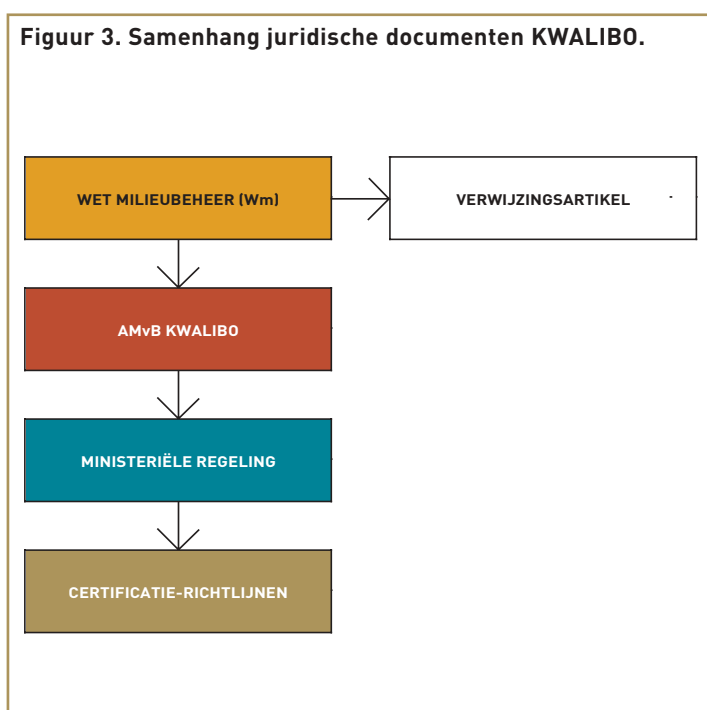 Figuur 3. Samenhang juridische documenten KWALIBO.
WET MILIEUBEHEER (Wm)
VERWIJZINGSARTIKEL
AMvB KWALIBO
MINISTERIËLE REGELING
CERTIFICATIE-RICHTLIJNEN